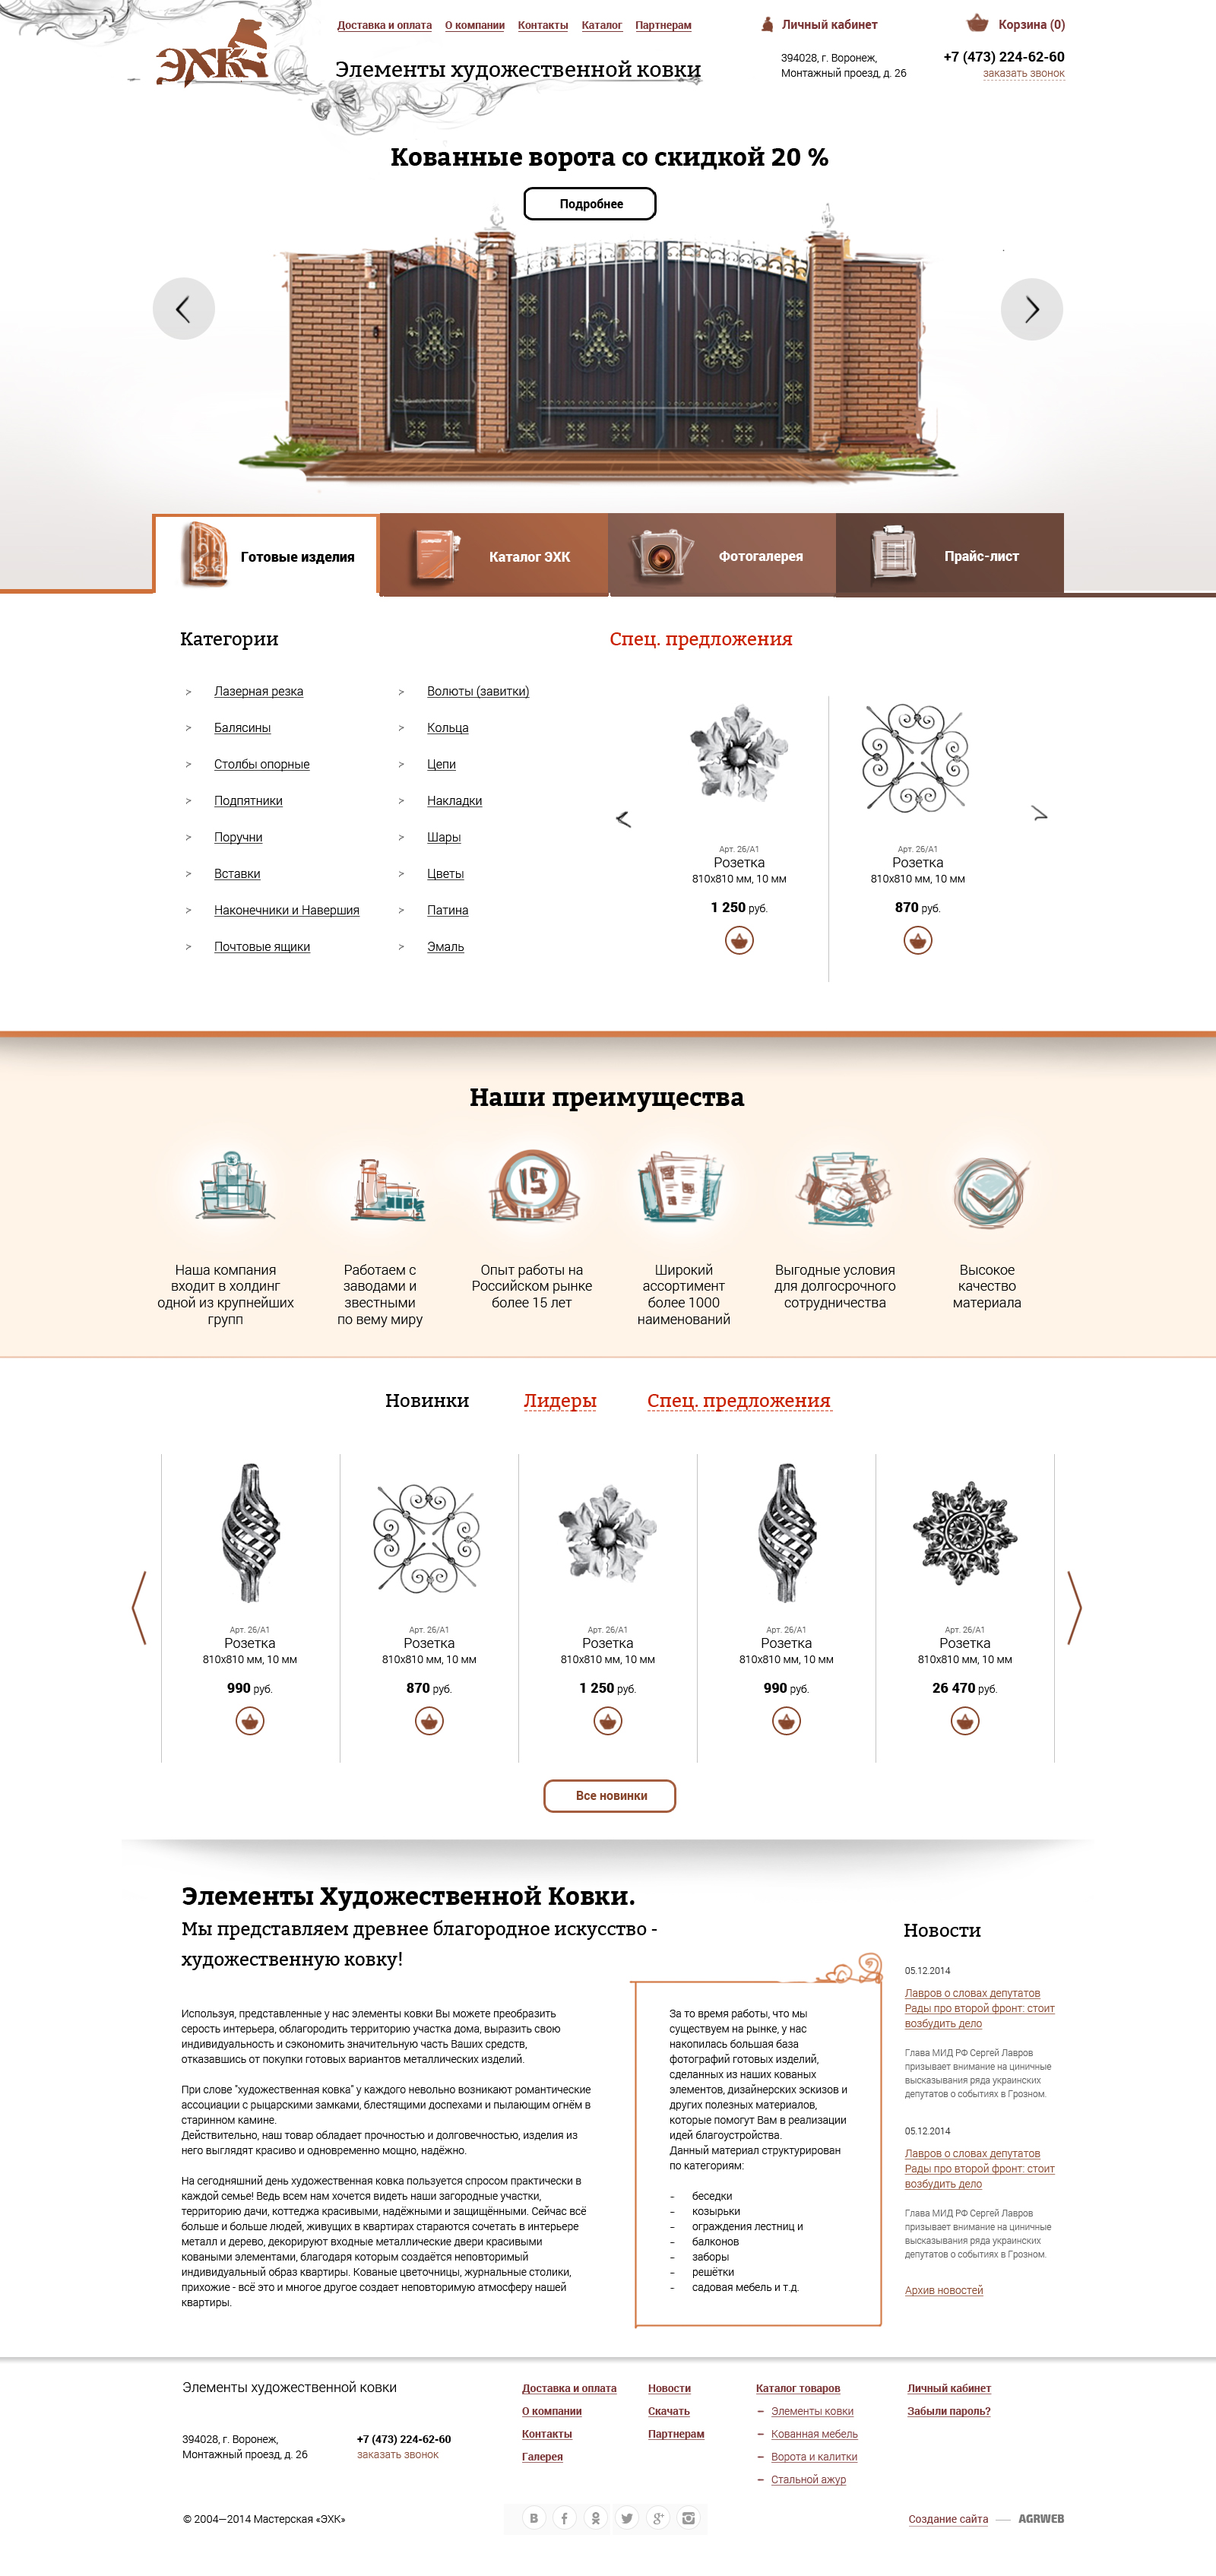 Доставка и оплата О компании Контакты Каталог Партнерам
Личный кабинет
Корзина (0)
ЭХК
Элементы художественной ковки
394028, г. Воронеж,
Монтажный проезд, д. 26
+7 (473) 224-62-60
заказать звонок
Кованные ворота со скидкой 20 %
Подробнее
Готовые изделия
Каталог ЭХК
Фотогалерея
Прайс-лист
Категории
> Лазерная резка
> Балясины
> Столбы опорные
> Подпятники
> Поручни
> Вставки
> Наконечники и Навершия
> Почтовые ящики
> Волюты (завитки)
> Кольца
> Цепи
> Накладки
> Шары
> Цветы
> Патина
> Эмаль
Спец. предложения
Арт. 26/А1
Розетка
810х810 мм, 10 мм
1 250 руб.
Арт. 26/А1
Розетка
810х810 мм, 10 мм
870 руб.
Наши преимущества
15
Наша компания
входит в холдинг
одной из крупнейших
групп
Работаем с
заводами и
звестными
по вему миру
Опыт работы на
Российском рынке
более 15 лет
Широкий
ассортимент
более 1000
наименований
Выгодные условия
для долгосрочного
сотрудничества
Высокое
качество
материала
Новинки Лидеры Спец. предложения
Арт. 26/А1
Розетка
810х810 мм, 10 мм
990 руб.
Арт. 26/А1
Розетка
810х810 мм, 10 мм
870 руб.
Арт. 26/А1
Розетка
810х810 мм, 10 мм
1 250 руб.
Арт. 26/А1
Розетка
810х810 мм, 10 мм
990 руб.
Арт. 26/А1
Розетка
810х810 мм, 10 мм
26 470 руб.
Все новинки
Элементы Художественной Ковки.
Мы представляем древнее благородное искусство -
художественную ковку!
Используя, представленные у нас элементы ковки Вы можете преобразить
серость интерьера, облагородить территорию участка дома, выразить свою
индивидуальность и сэкономить значительную часть Ваших средств,
отказавшись от покупки готовых вариантов металлических изделий.
При слове "художественная ковка" у каждого невольно возникают романтические
ассоциации с рыцарскими замками, блестящими доспехами и пылающим огнём в
старинном камине.
Действительно, наш товар обладает прочностью и долговечностью, изделия из
него выглядят красиво и одновременно мощно, надёжно.
На сегодняшний день художественная ковка пользуется спросом практически в
каждой семье! Ведь всем нам хочется видеть наши загородные участки,
территорию дачи, коттеджа красивыми, надёжными и защищёнными. Сейчас всё
больше и больше людей, живущих в квартирах стараются сочетать в интерьере
металл и дерево, декорируют входные металлические двери красивыми
коваными элементами, благодаря которым создаётся неповторимый
индивидуальный образ квартиры. Кованые цветочницы, журнальные столики,
прихожие - всё это и многое другое создает неповторимую атмосферу нашей
квартиры.
За то время работы, что мы
существуем на рынке, у нас
накопилась большая база
фотографий готовых изделий,
сделанных из наших кованых
элементов, дизайнерских эскизов и
других полезных материалов,
которые помогут Вам в реализации
идей благоустройства.
Данный материал структурирован
по категориям:
- беседки
- козырьки
- ограждения лестниц и
- балконов
- заборы
- решётки
- садовая мебель и т.д.
Новости
05.12.2014
Лавров о словах депутатов
Рады про второй фронт: стоит
возбудить дело
Глава МИД РФ Сергей Лавров
призывает внимание на циничные
высказывания ряда украинских
депутатов о событиях в Грозном.
05.12.2014
Лавров о словах депутатов
Рады про второй фронт: стоит
возбудить дело
Глава МИД РФ Сергей Лавров
призывает внимание на циничные
высказывания ряда украинских
депутатов о событиях в Грозном.
Архив новостей
Элементы художественной ковки
394028, г. Воронеж,
Монтажный проезд, д. 26
+7 (473) 224-62-60
заказать звонок
Доставка и оплата
О компании
Контакты
Галерея
Новости
Скачать
Партнерам
Каталог товаров
– Элементы ковки
– Кованная мебель
– Ворота и калитки
– Стальной ажур
Личный кабинет
Забыли пароль?
© 2004—2014 Мастерская «ЭХК»
Создание сайта — AGRWEB